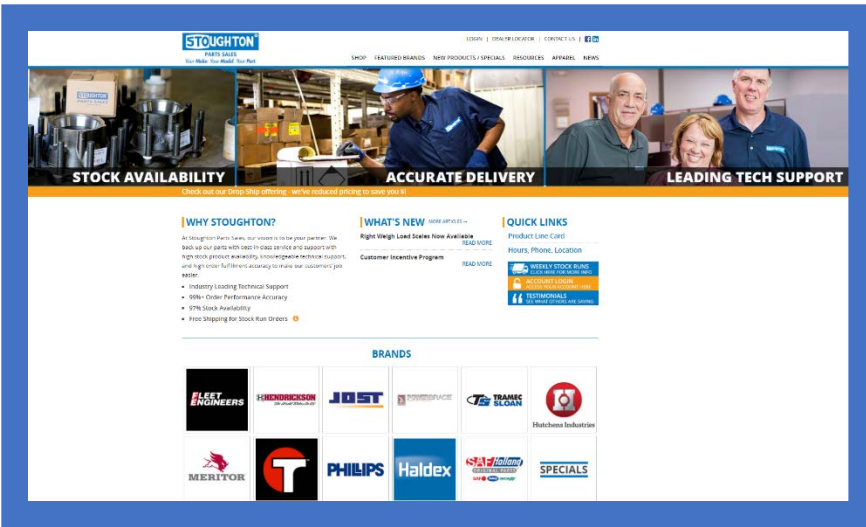 STOUGHTON
PARTS SALES
Your Make Your Model Your Part
LOGIN | DEALER LOCATOR | CONTACT US |
SHOP FEATURED BRANDS NEW PRODUCTS / SPECIALS RESOURCES APPAREL NEWS
STOCK AVAILABILITY
ACCURATE DELIVERY
LEADING TECH SUPPORT
Check out our Drop Ship offering - we've reduced pricing to save you
WHY STOUGHTON?
At Stoughton Parts Sales, our vision is to be your partner. We
back up our parts with best in class service and support with
high stock product availability, knowledgeable technical support,
and high order fulfillment accuracy to make our customers' job
easier.
• Industry Leading Technical Support
• 99%+ Order Performance Accuracy
• 97% Stock Availability
• Free Shipping for Stock Run Orders
WHAT'S NEW MORE ARTICLES
Right Weigh Load Scales Now Available
READ MORE
Customer Incentive Program
READ MORE
QUICK LINKS
Product Line Card
Hours, Phone, Location
WEEKLY STOCK RUNS
CLICK HERE FOR MORE INFO
ACCOUNT LOGIN
ACCESS YOUR ACCOUNT HERE
TESTIMONIALS
SEE WHAT OTHERS ARE SAYING
BRANDS
FLEET
ENGINEERS
HENDRICKSON
JOST
POWERBRACE
TRAMEC
SLOAN
Hutchens Industries
MERITOR
PHILLIPS
Haldex
SAF Holland
ORIGINAL PARTS
SPECIALS